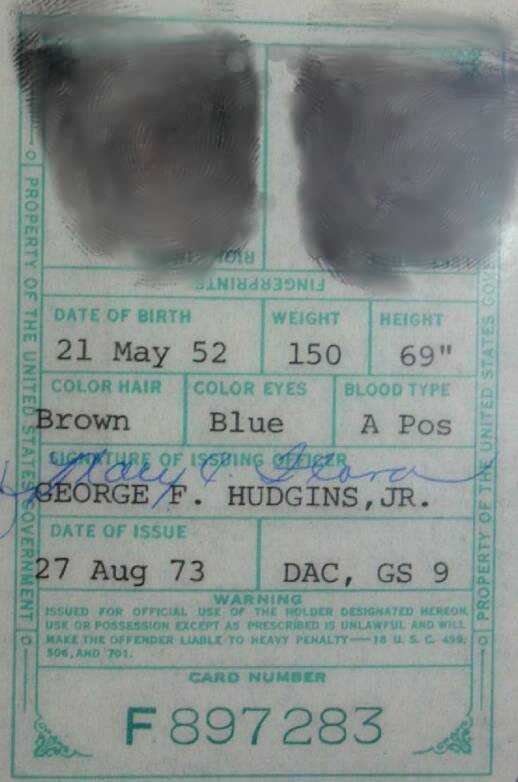 FINGERPRINTS
DATE OF BIRTH WEIGHT HEIGHT
21 May 52 150 69"
COLOR HAIR COLOR EYES BLOOD TYPE
Brown Blue A Pos
SIGNATURE OF ISSUING OFFICER
GEORGE F. HUDGINS,JR.
DATE OF ISSUE
27 Aug 73 DAC, GS 9
WARNING
ISSUED FOR OFFICIAL USE OF THE HOLDER DESIGNATED HEREON.
USE OR POSSESSION EXCEPT AS PRESCRIBED IS UNLAWFUL AND WILL
MAKE THE OFFENDER LIABLE TO HEAVY PENALTY—18 U. S. C. 499,
506, AND 701.
CARD NUMBER
F897283
PROPERTY OF THE UNITED STATES GOVERNMENT
PROPERTY OF THE UNITED STATES